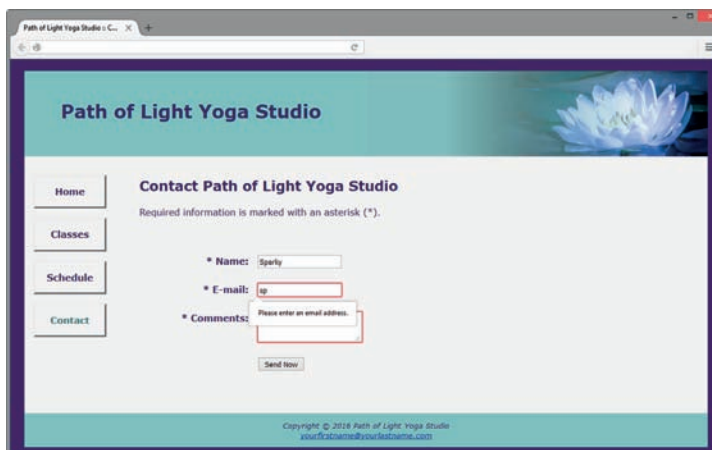 Path of Light Yoga Studio :: C...
Path of Light Yoga Studio
Home
Classes
Schedule
Contact
Contact Path of Light Yoga Studio
Required information is marked with an asterisk (*).
* Name: Sparky
* E-mail: sp
Please enter an email address.
* Comments:
Send Now
Copyright © 2016 Path of Light Yoga Studio
yourfirstname@yourlastname.com